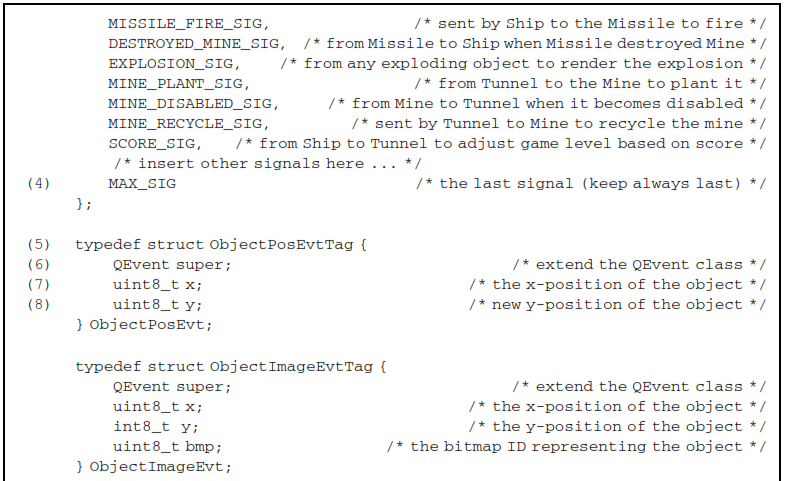 MISSILE_FIRE_SIG, /* sent by Ship to the Missile to fire */
DESTROYED_MINE_SIG, /* from Missile to Ship when Missile destroyed Mine */
EXPLOSION_SIG, /* from any exploding object to render the explosion */
MINE_PLANT_SIG, /* from Tunnel to the Mine to plant it */
MINE_DISABLED_SIG, /* from Mine to Tunnel when it becomes disabled */
MINE_RECYCLE_SIG, /* sent by Tunnel to Mine to recycle the mine */
SCORE_SIG, /* from Ship to Tunnel to adjust game level based on score */
/* insert other signals here ... */
(4) MAX_SIG /* the last signal (keep always last) */
};
(5) typedef struct ObjectPosEvtTag {
(6) QEvent super; /* extend the QEvent class */
(7) uint8_t x; /* the x-position of the object */
(8) uint8_t y; /* new y-position of the object */
} ObjectPosEvt;
typedef struct ObjectImageEvtTag {
QEvent super; /* extend the QEvent class */
uint8_t x; /* the x-position of the object */
int8_t y; /* the y-position of the object */
uint8_t bmp; /* the bitmap ID representing the object */
} ObjectImageEvt;